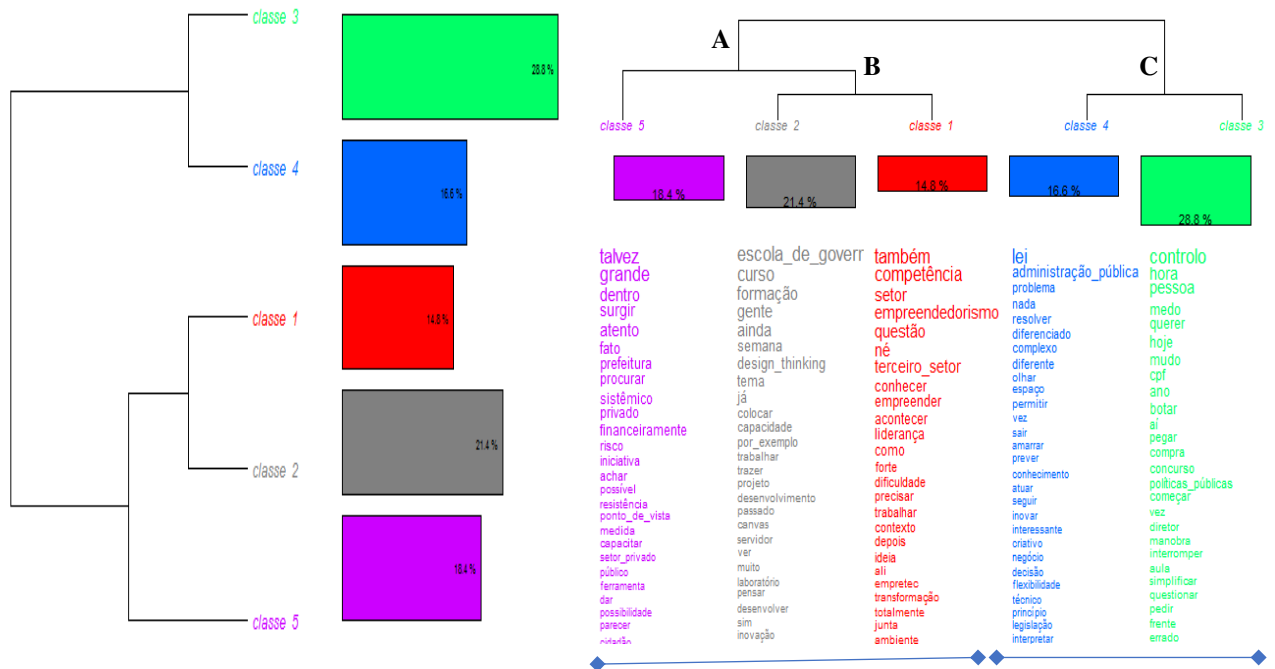 classe 3
28.8 %
classe 4
16.6 %
classe 1
14.8 %
classe 2
21.4 %
classe 5
18.4 %
A
B
C
classe 5
classe 2
classe 1
classe 4
classe 3
18.4 %
21.4 %
14.8 %
16.6 %
28.8 %
talvez
grande
dentro
surgir
atento
fato
prefeitura
procurar
sistêmico
privado
financeiramente
risco
iniciativa
achar
possível
resistência
ponto_de_vista
medida
capacitar
setor_privado
público
ferramenta
dar
possibilidade
parecer
cidadão
escola_de_govern
curso
formação
gente
ainda
semana
design_thinking
tema
já
colocar
capacidade
por_exemplo
trabalhar
trazer
projeto
desenvolvimento
passado
canvas
servidor
ver
muito
laboratório
pensar
desenvolver
sim
inovação
também
competência
setor
empreendedorismo
questão
né
terceiro_setor
conhecer
empreender
acontecer
liderança
como
forte
dificuldade
precisar
trabalhar
contexto
depois
ideia
ali
empretec
transformação
totalmente
junta
ambiente
lei
administração_pública
problema
nada
resolver
diferenciado
complexo
diferente
olhar
espaço
permitir
vez
sair
amarrar
prever
conhecimento
atuar
seguir
inovar
interessante
criativo
negócio
decisão
flexibilidade
técnico
princípio
legislação
interpretar
controlo
hora
pessoa
medo
querer
hoje
mudo
cpf
ano
botar
aí
pegar
compra
concurso
políticas_públicas
começar
vez
diretor
manobra
interromper
aula
simplificar
questionar
pedir
frente
errado